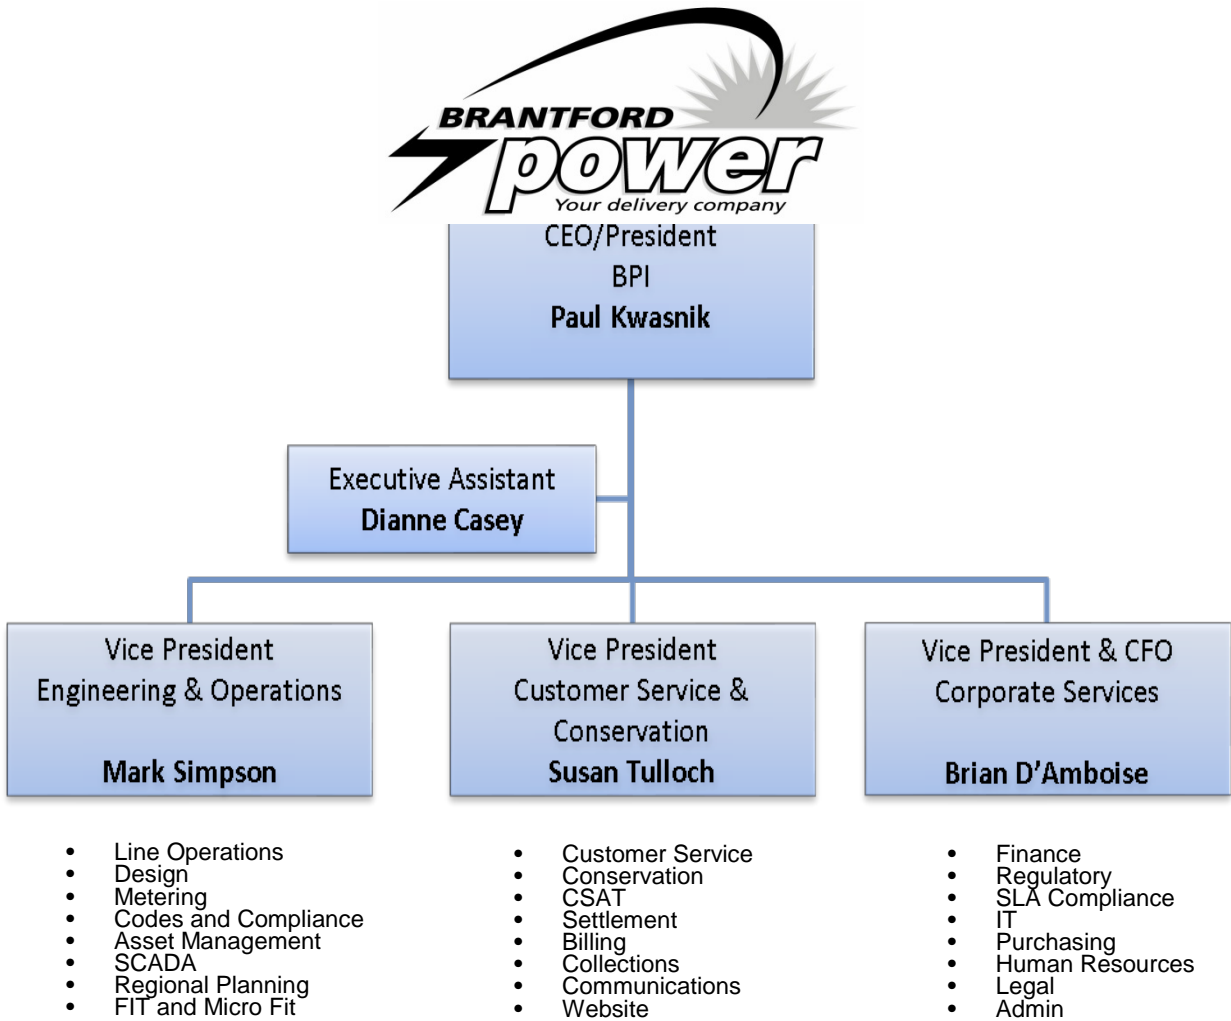 BRANTFORD
power
Your delivery company
CEO/President
BPI
Paul Kwasnik
Executive Assistant
Dianne Casey
Vice President
Engineering & Operations
Mark Simpson
Vice President
Customer Service &
Conservation
Susan Tulloch
Vice President & CFO
Corporate Services
Brian D’Amboise
• Line Operations
• Design
• Metering
• Codes and Compliance
• Asset Management
• SCADA
• Regional Planning
• FIT and Micro Fit
• Customer Service
• Conservation
• CSAT
• Settlement
• Billing
• Collections
• Communications
• Website
• Finance
• Regulatory
• SLA Compliance
• IT
• Purchasing
• Human Resources
• Legal
• Admin